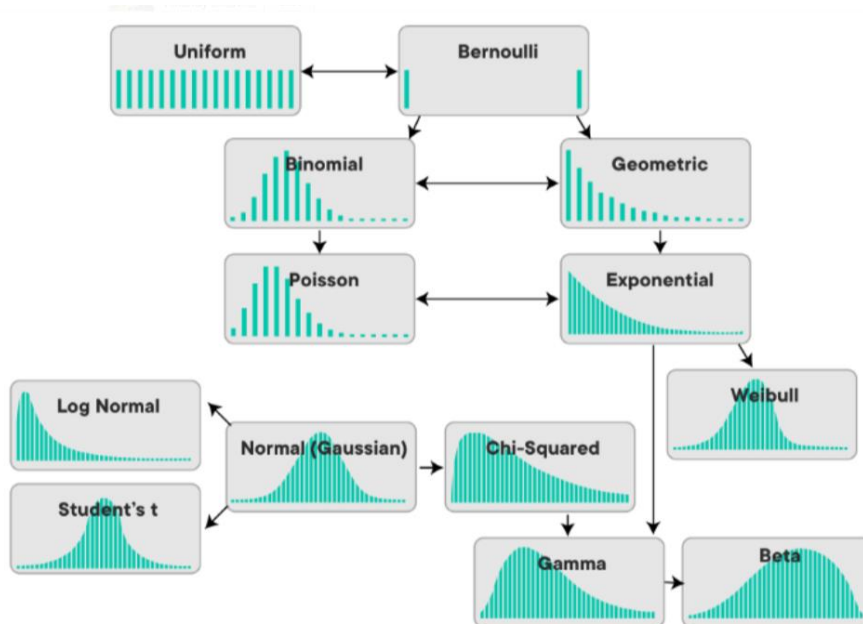 Uniform
Bernoulli
Binomial
Geometric
Poisson
Exponential
Weibull
Log Normal
Normal (Gaussian)
Chi-Squared
Student's t
Gamma
Beta